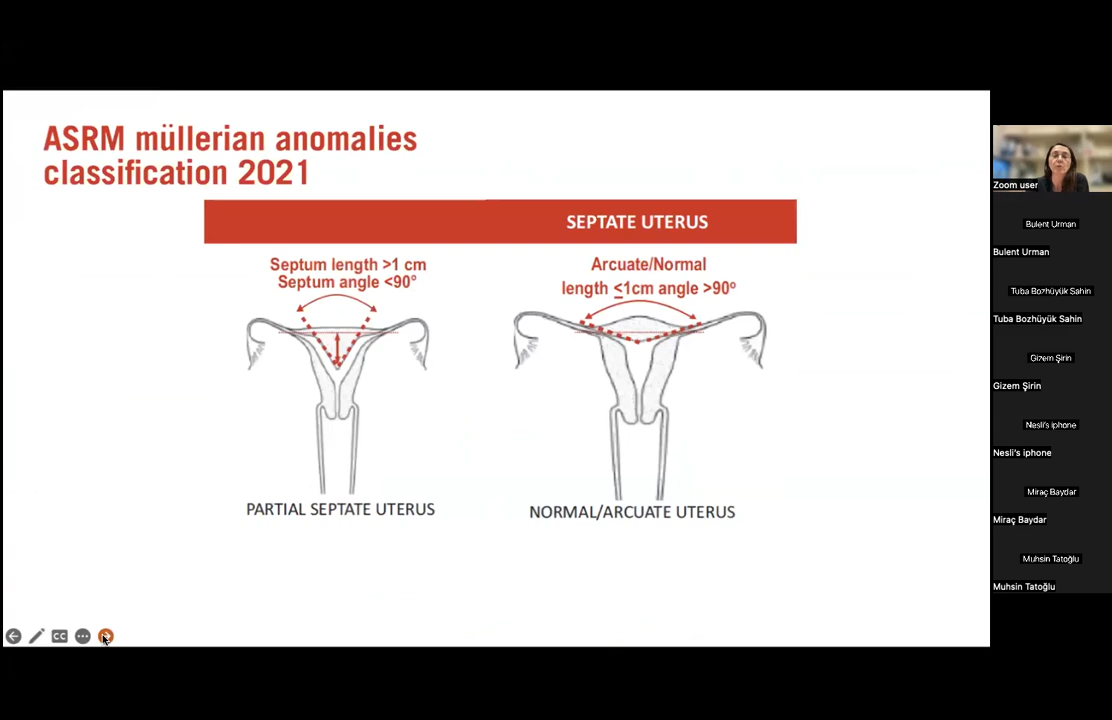 ASRM müllerian anomalies
classification 2021
SEPTATE UTERUS
Septum length >1 cm
Septum angle <90°
Arcuate/Normal
length ≤1cm angle >90º
PARTIAL SEPTATE UTERUS
NORMAL/ARCUATE UTERUS
CC
Zoom user
Bulent Urman
Bulent Urman
Tuba Bozhüyük Sahin
Tuba Bozhüyük Sahin
Gizem Şirin
Gizem Şirin
Nesli's iphone
Nesli's iphone
Miraç Baydar
Miraç Baydar
Muhsin Tatoğlu
Muhsin Tatoğlu